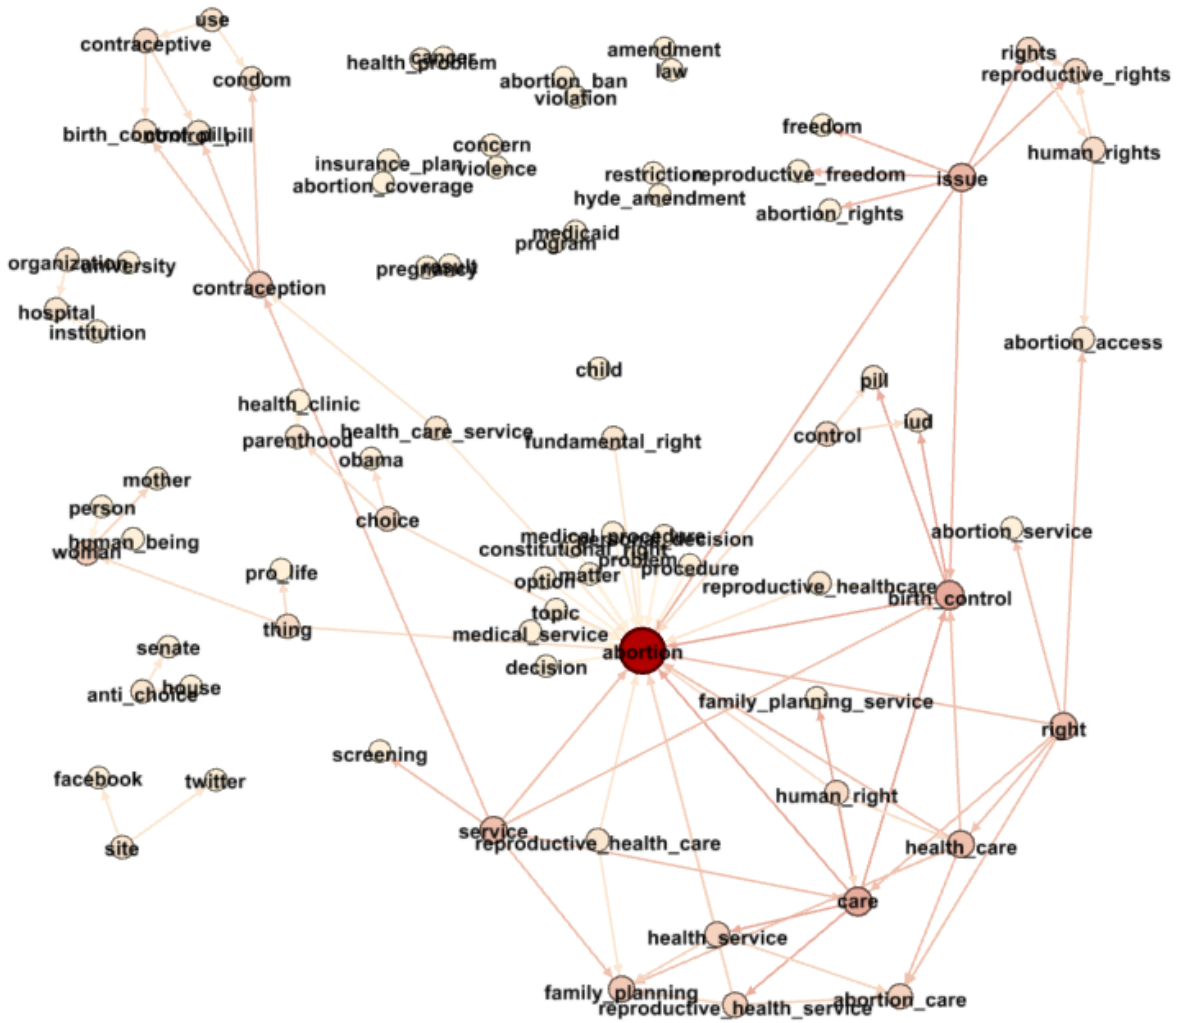 use
contraceptive
condom
birth_control_pill
control_pill
cancer
health_problem
abortion_ban
violation
amendment
law
rights
reproductive_rights
freedom
human_rights
concern
violence
insurance_plan
abortion_coverage
restriction
reproductive_freedom
hyde_amendment
issue
abortion_rights
medicaid
program
organization
university
pregnancy
result
contraception
hospital
institution
abortion_access
child
pill
health_clinic
parenthood
health_care_service
fundamental_right
control
iud
obama
mother
person
choice
human_being
woman
medical_procedure
personal_decision
constitutional_right
problem
procedure
abortion_service
pro_life
option
matter
reproductive_healthcare
birth_control
topic
thing
medical_service
abortion
decision
senate
anti_choice
house
family_planning_service
right
screening
facebook
twitter
human_right
service
reproductive_health_care
site
health_care
care
health_service
family_planning
reproductive_health_service
abortion_care